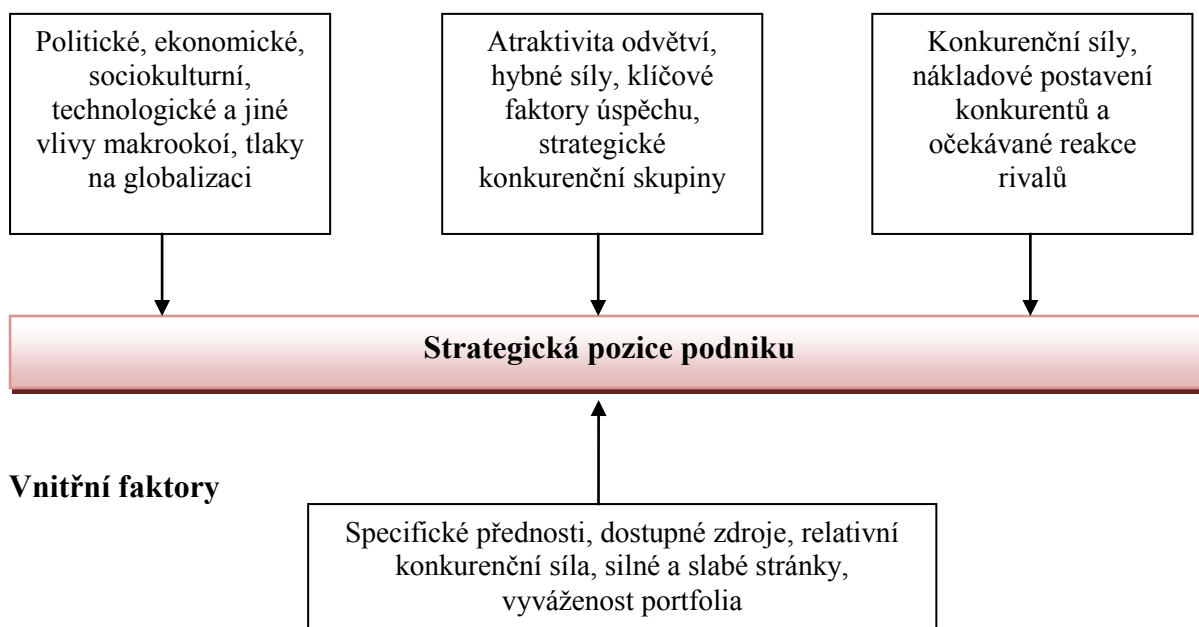 Politické, ekonomické,
sociokulturní,
technologické a jiné
vlivy makrookoí, tlaky
na globalizaci
Atraktivita odvětví,
hybné síly, klíčové
faktory úspěchu,
strategické
konkurenční skupiny
Konkurenční síly,
nákladové postavení
konkurentů a
očekávané reakce
rivalů
Strategická pozice podniku
Vnitřní faktory
Specifické přednosti, dostupné zdroje, relativní
konkurenční síla, silné a slabé stránky,
vyváženost portfolia